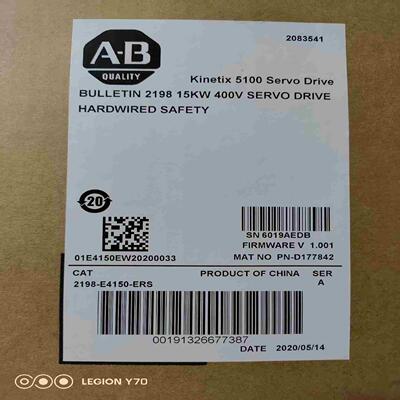 2083541
A-B
QUALITY
Kinetix 5100 Servo Drive
BULLETIN 2198 15KW 400V SERVO DRIVE
HARDWIRED SAFETY
20
SN 6019AEDB
FIRMWARE V 1.001
01E4150EW20200033
MAT NO PN-D177842
CAT PRODUCT OF CHINA SER
2198-E4150-ERS A
00191326677387
DATE 2020/05/14
LEGION Y70